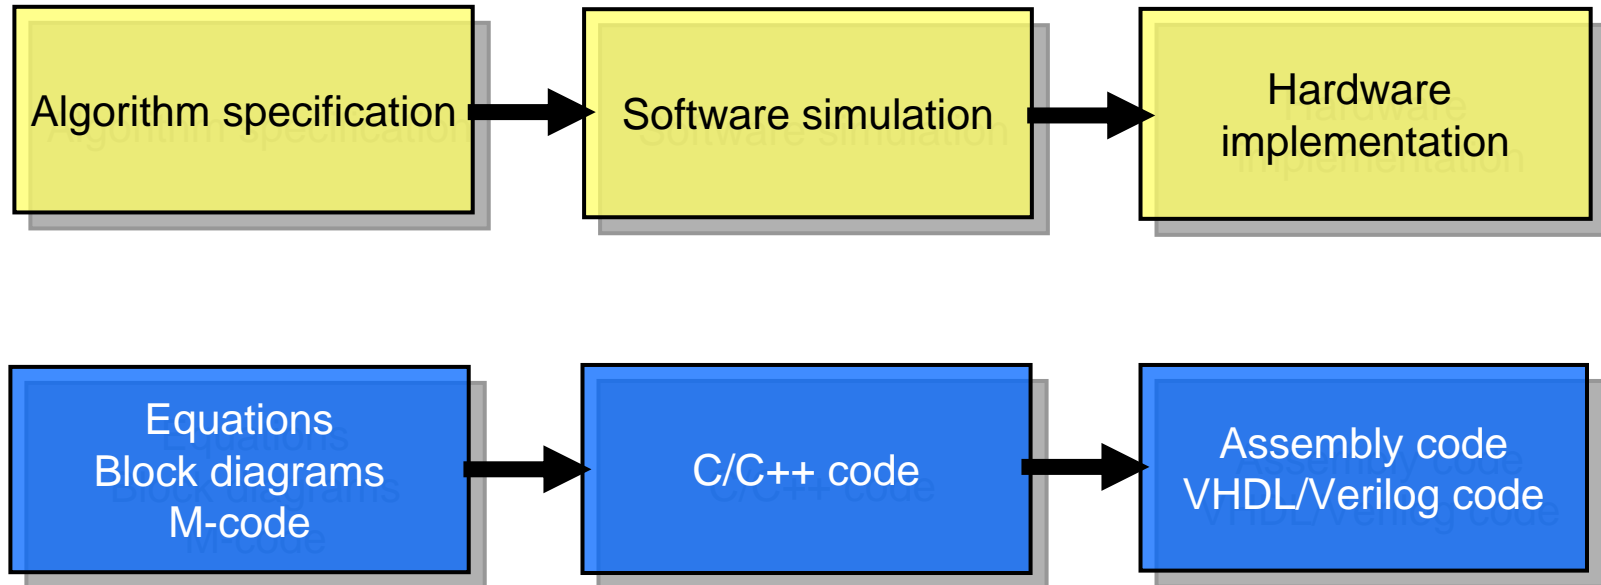 Algorithm specification
Software simulation
Hardware
implementation
Equations
Block diagrams
M-code
C/C++ code
Assembly code
VHDL/Verilog code